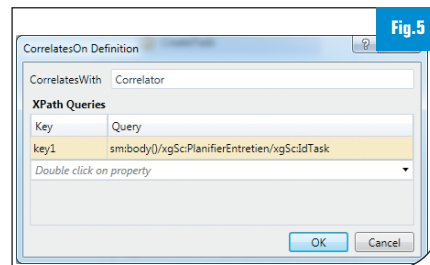 Fig.5
CorrelatesOn Definition
CorrelatesWith Correlator
XPath Queries
Key Query
key1 sm:body()/xgSc:PlanifierEntretien/xgSc:IdTask
Double click on property
OK Cancel